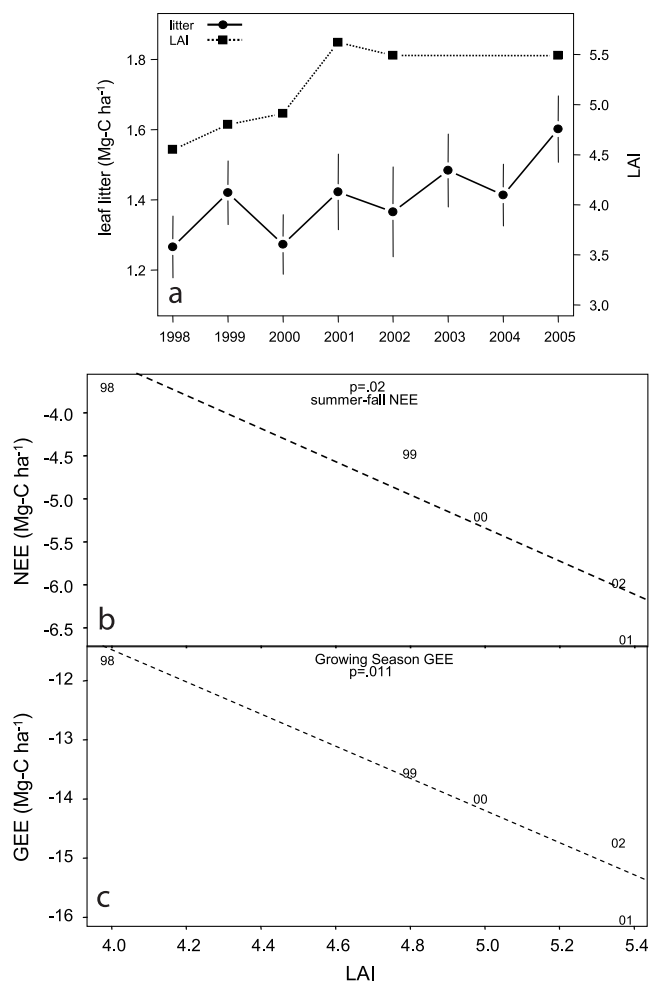 litter
LAI
leaf litter (Mg-C ha⁻¹)
1.8
1.6
1.4
1.2
5.5
5.0
4.5
4.0
3.5
3.0
LAI
a
1998 1999 2000 2001 2002 2003 2004 2005
p=.02
summer-fall NEE
NEE (Mg-C ha⁻¹)
-4.0
-4.5
-5.0
-5.5
-6.0
-6.5
98
99
00
02
01
b
Growing Season GEE
p=.011
GEE (Mg-C ha⁻¹)
-12
-13
-14
-15
-16
98
99
00
02
01
c
4.0 4.2 4.4 4.6 4.8 5.0 5.2 5.4
LAI